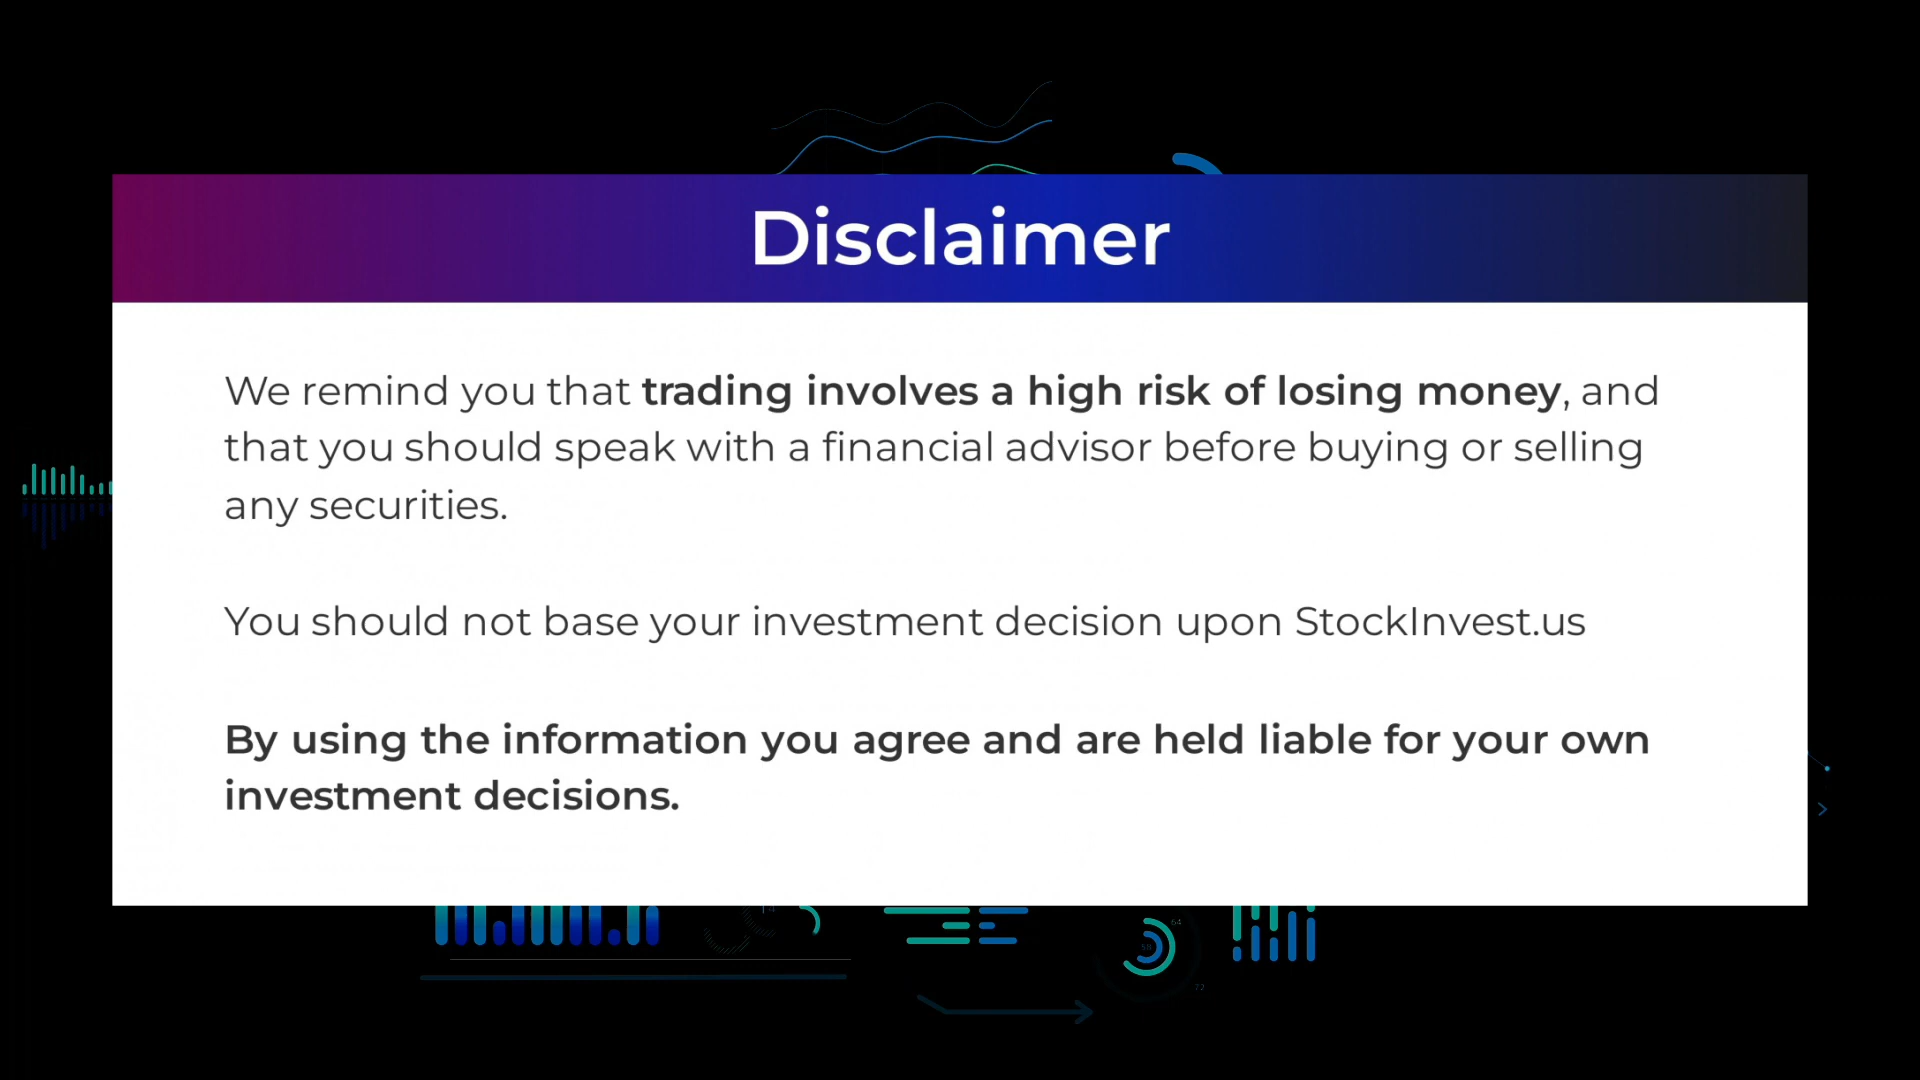 Disclaimer
We remind you that trading involves a high risk of losing money, and
that you should speak with a financial advisor before buying or selling
any securities.
You should not base your investment decision upon StockInvest.us
By using the information you agree and are held liable for your own
investment decisions.
64
72